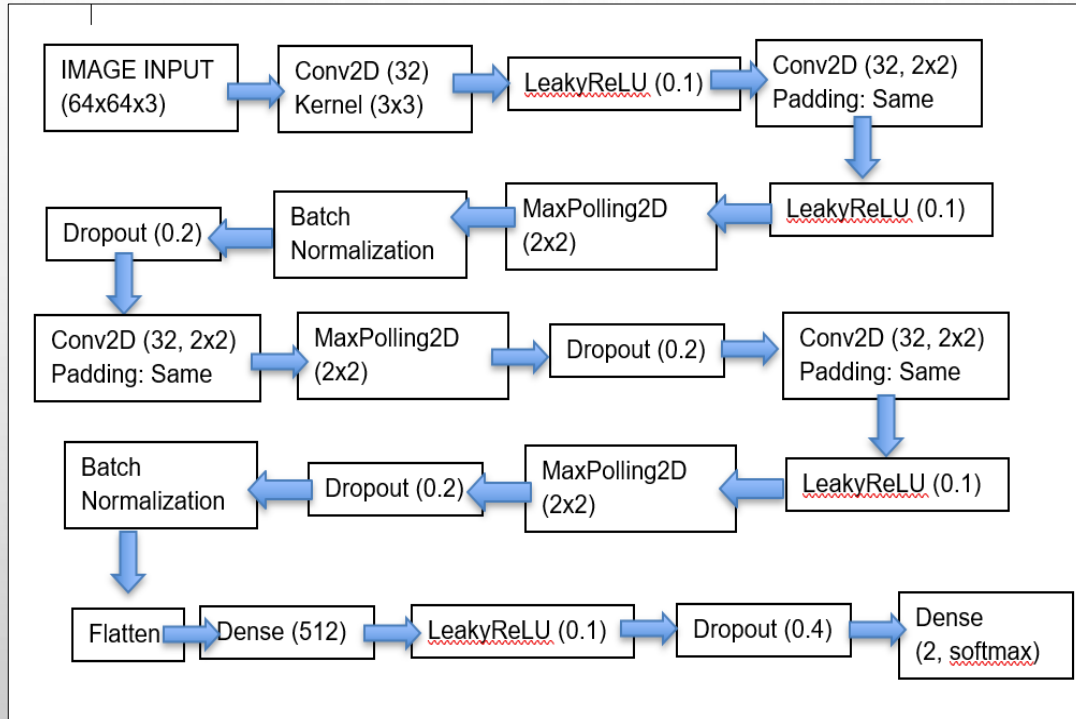 IMAGE INPUT
(64x64x3)
Conv2D (32)
Kernel (3x3)
LeakyReLU (0.1)
Conv2D (32, 2x2)
Padding: Same
LeakyReLU (0.1)
MaxPolling2D
(2x2)
Batch
Normalization
Dropout (0.2)
Conv2D (32, 2x2)
Padding: Same
MaxPolling2D
(2x2)
Dropout (0.2)
Conv2D (32, 2x2)
Padding: Same
LeakyReLU (0.1)
MaxPolling2D
(2x2)
Dropout (0.2)
Batch
Normalization
Flatten
Dense (512)
LeakyReLU (0.1)
Dropout (0.4)
Dense
(2, softmax)